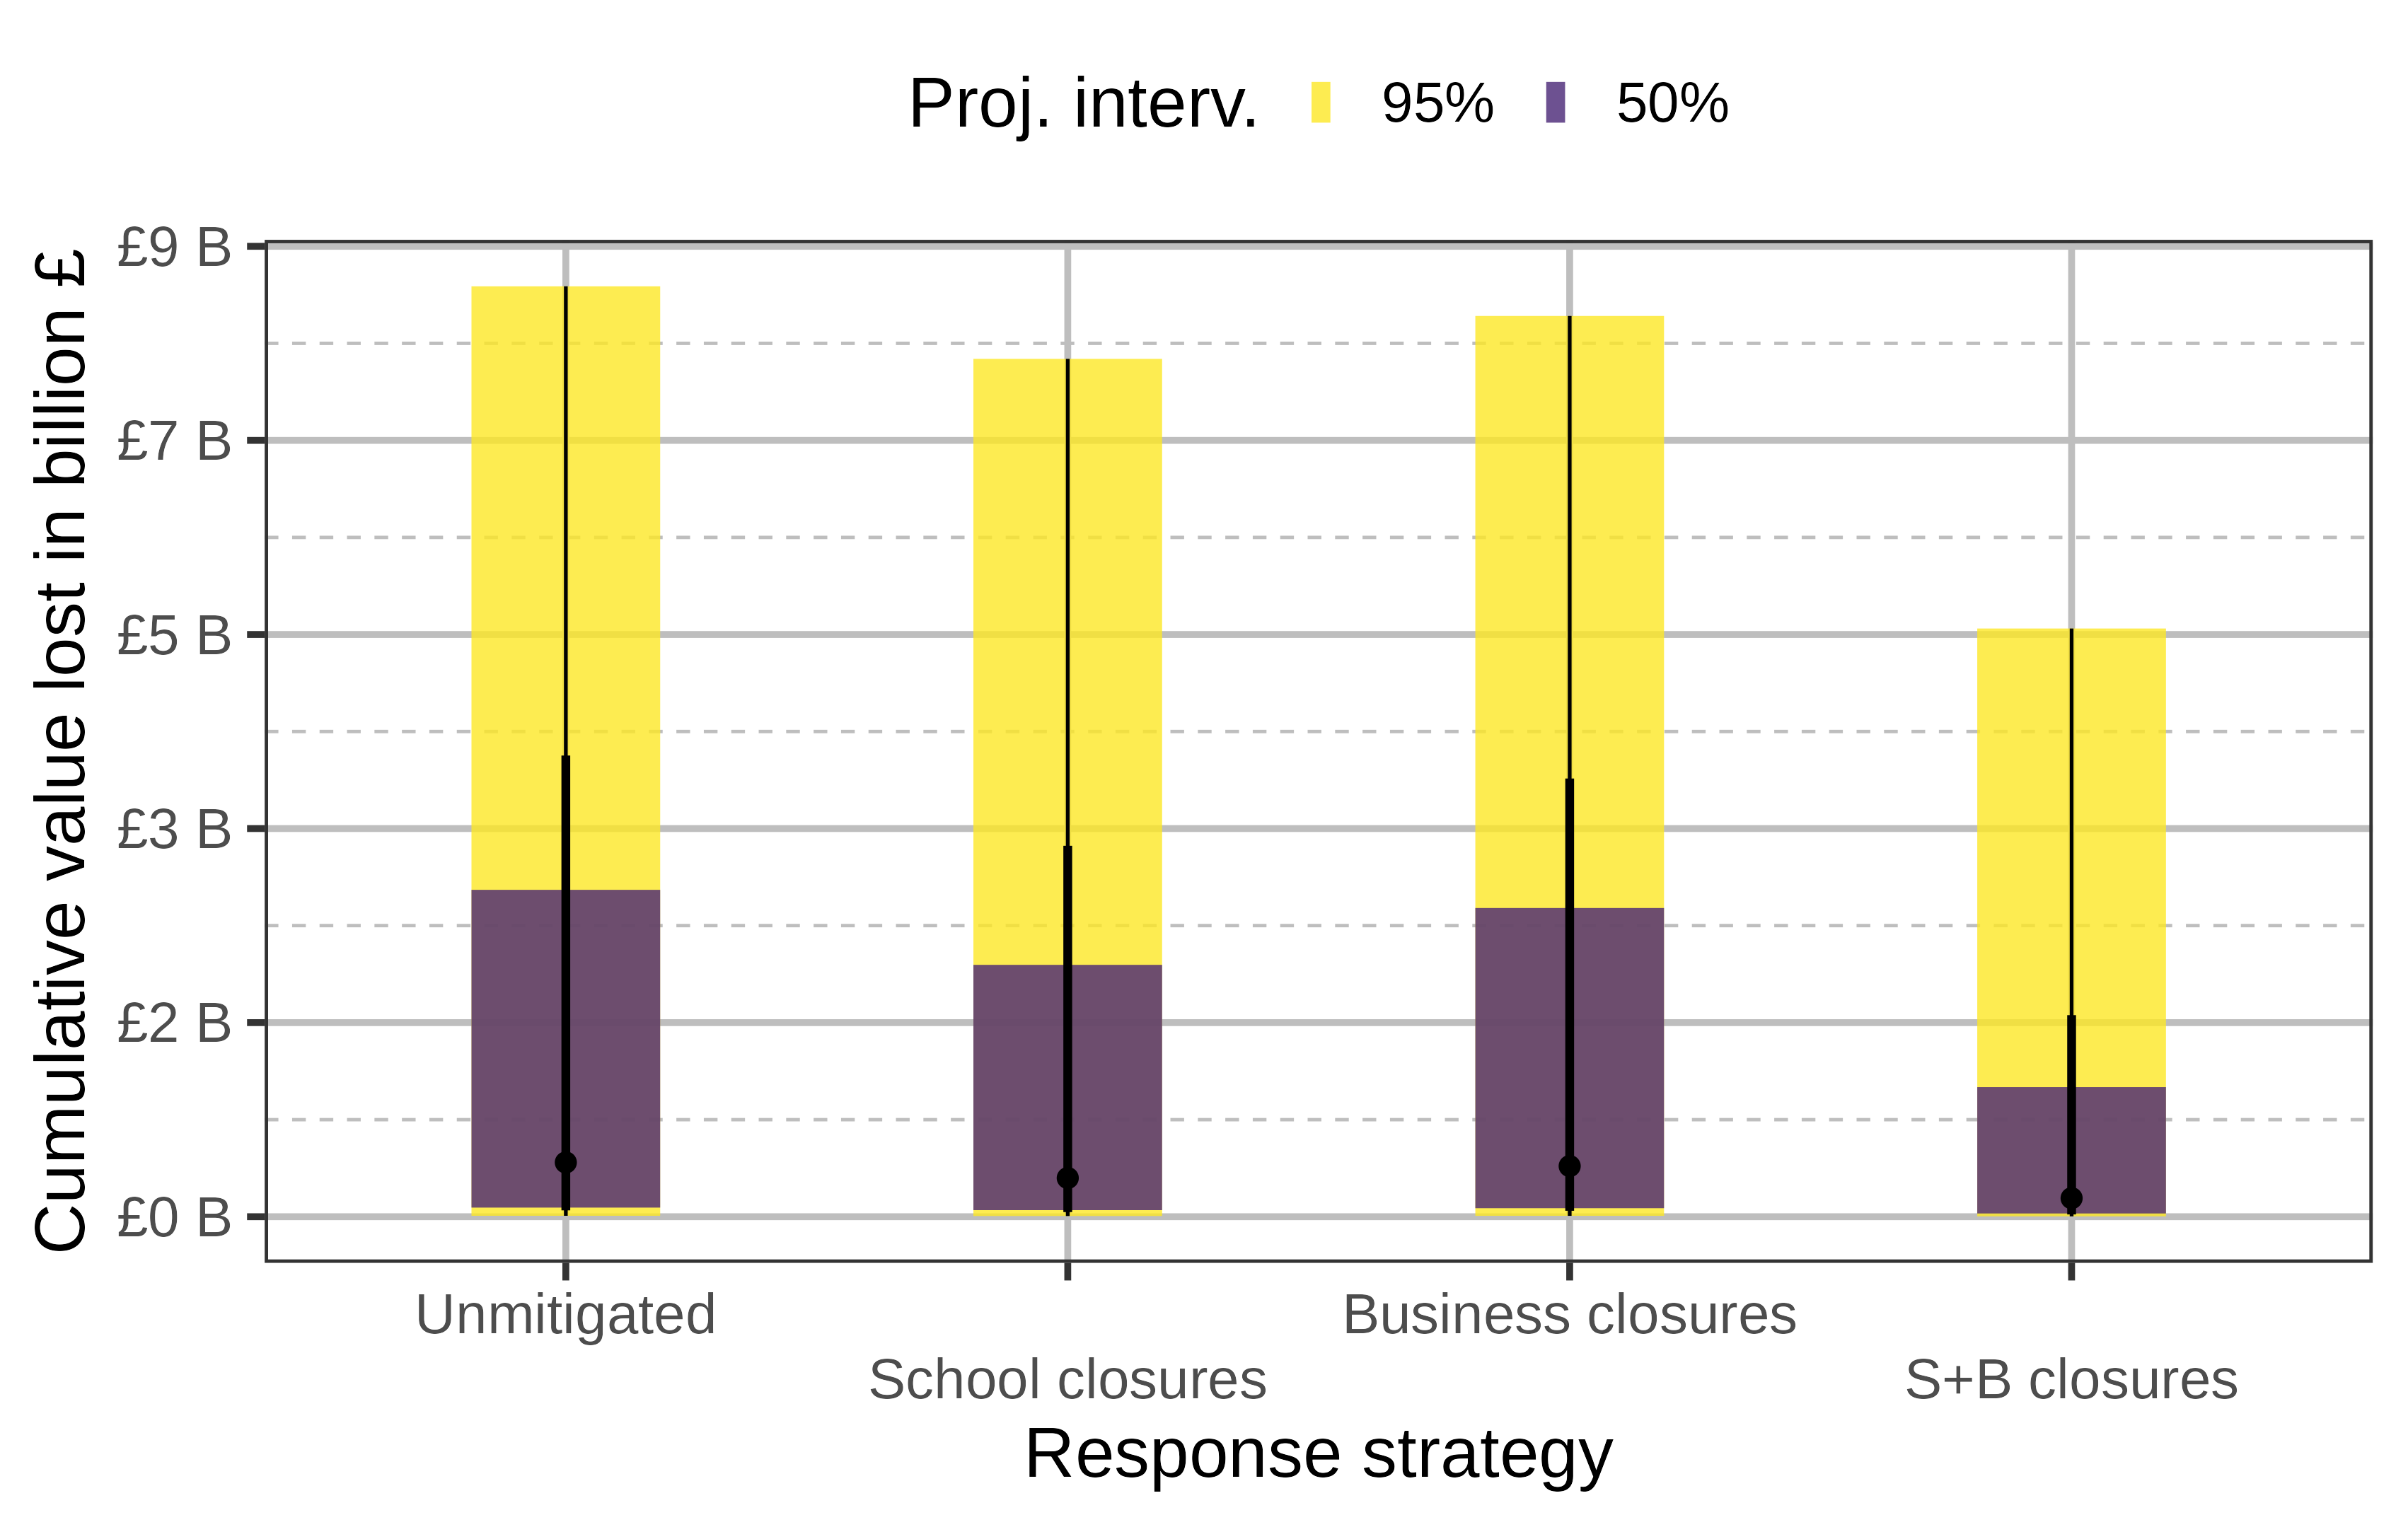 Proj. interv. 95% 50%
Cumulative value lost in billion £
£9 B
£7 B
£5 B
£3 B
£2 B
£0 B
Unmitigated
School closures
Business closures
S+B closures
Response strategy